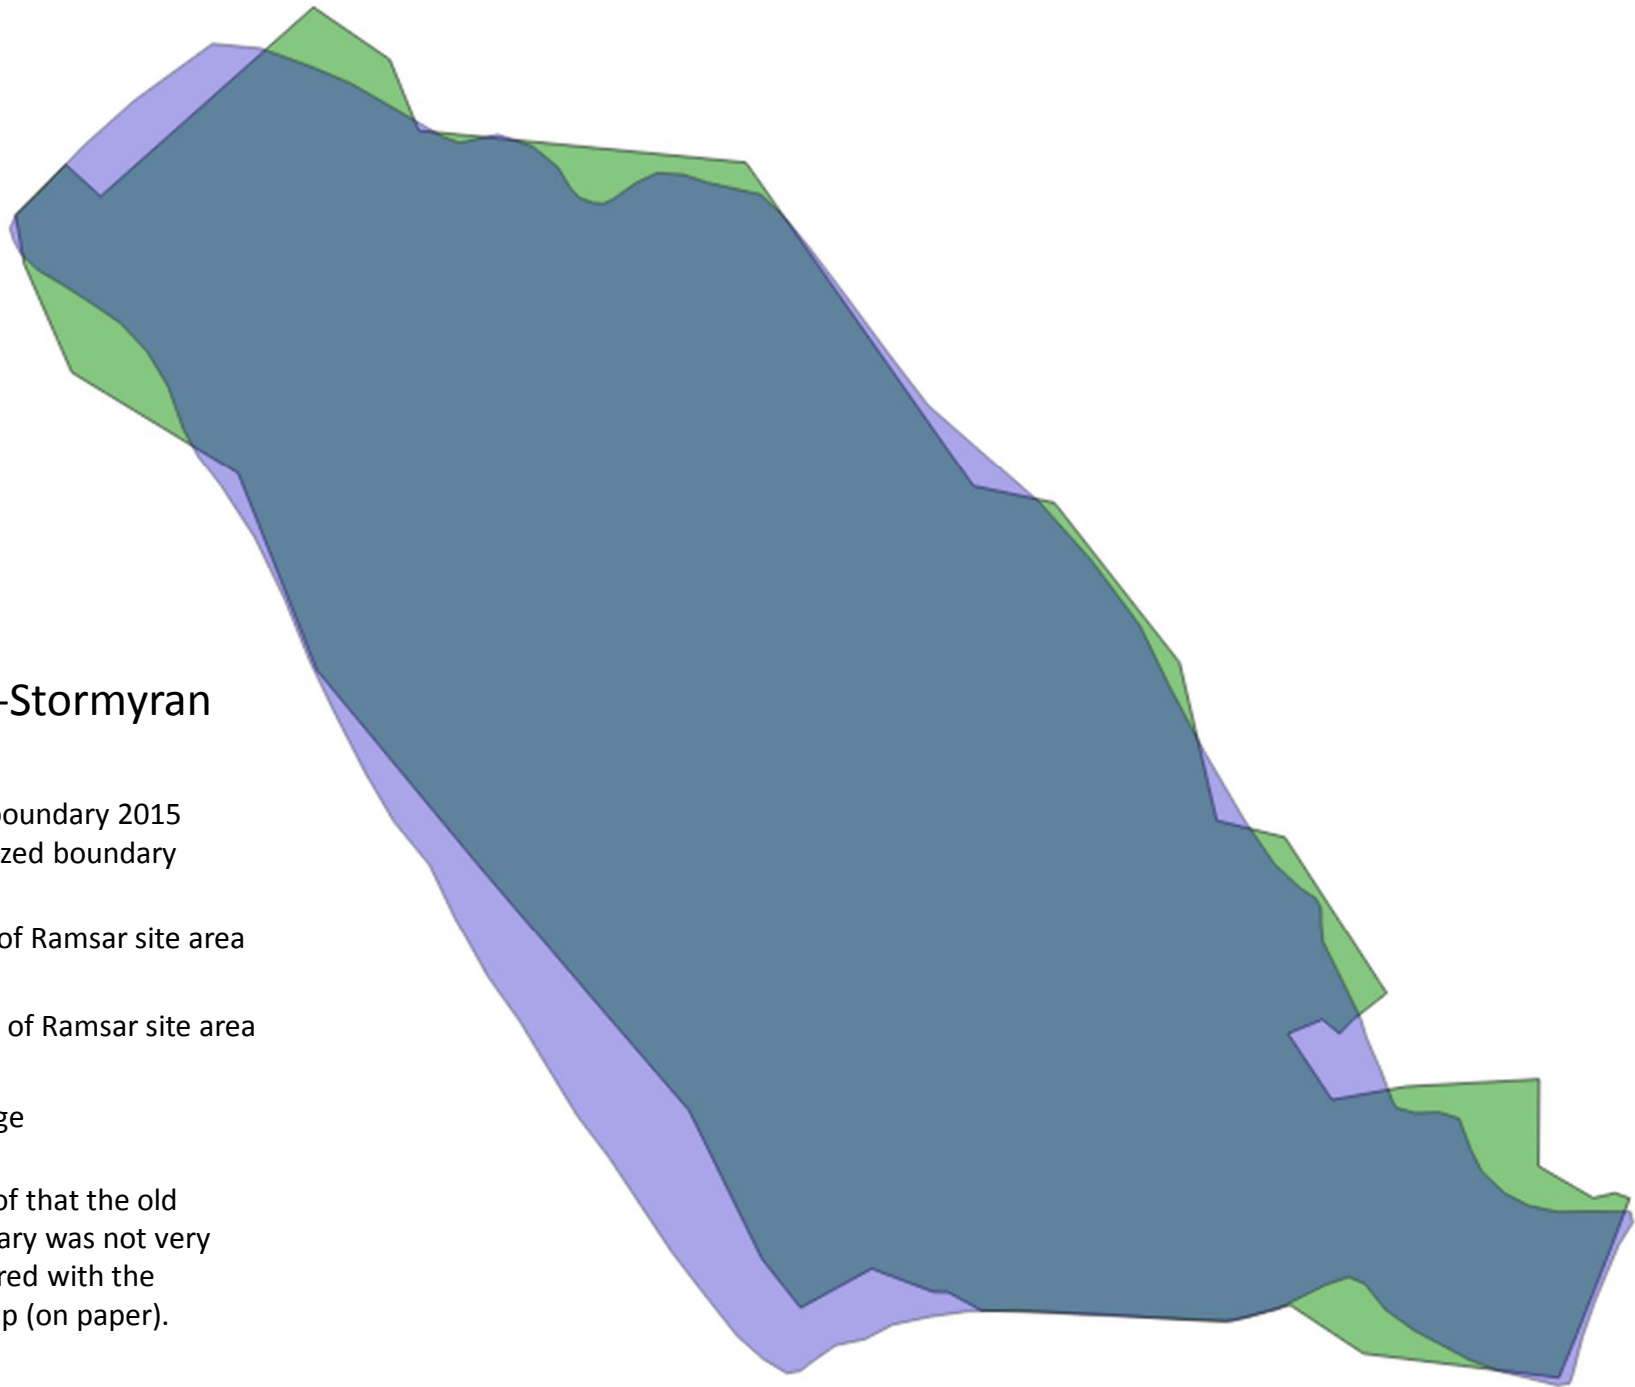 -Stormyran
oundary 2015
zed boundary
of Ramsar site area
of Ramsar site area
ge
of that the old
ary was not very
red with the
p (on paper).